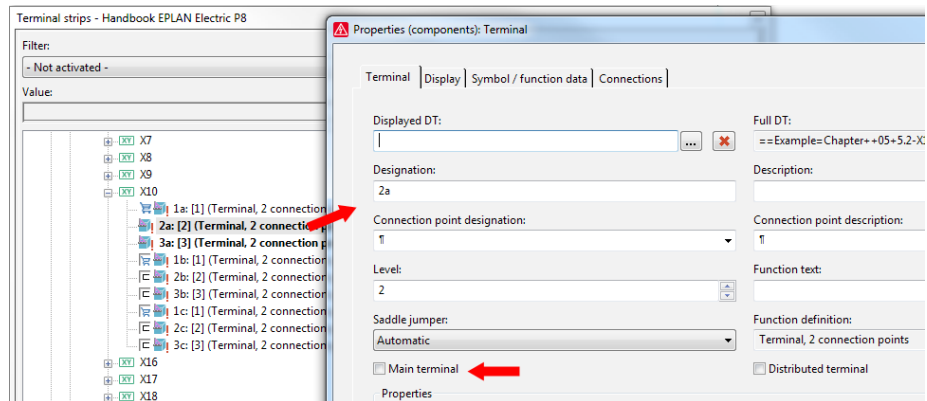 Terminal strips - Handbook EPLAN Electric P8
Filter:
- Not activated -
Value:
X7
X8
X9
X10
1a: [1] (Terminal, 2 connection
2a: [2] (Terminal, 2 connection p
3a: [3] (Terminal, 2 connection p
1b: [1] (Terminal, 2 connection
2b: [2] (Terminal, 2 connection
3b: [3] (Terminal, 2 connection
1c: [1] (Terminal, 2 connection
2c: [2] (Terminal, 2 connection
3c: [3] (Terminal, 2 connection
X16
X17
X18
Properties (components): Terminal
Terminal Display Symbol / function data Connections
Displayed DT: Full DT:
... ==Example=Chapter++05+5.2-X
Designation: Description:
2a
Connection point designation: Connection point description:
¶ ¶
Level: Function text:
2
Saddle jumper: Function definition:
Automatic Terminal, 2 connection points
Main terminal Distributed terminal
Properties